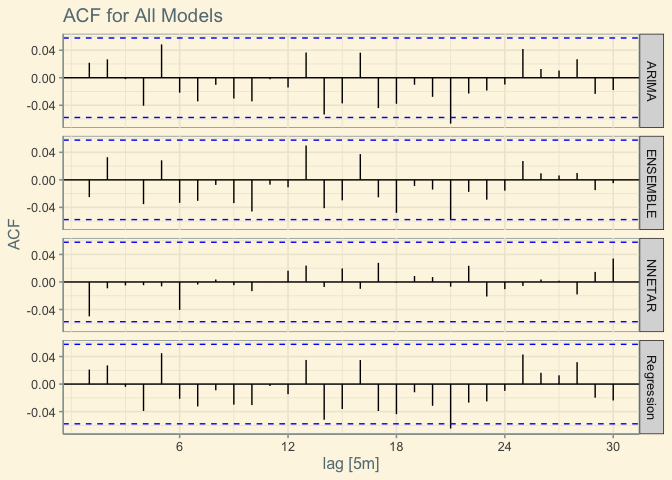 ACF for All Models
ACF
0.04
0.00
-0.04
ARIMA
0.04
0.00
-0.04
ENSEMBLE
0.04
0.00
-0.04
NNETAR
0.04
0.00
-0.04
Regression
6 12 18 24 30
lag [5m]